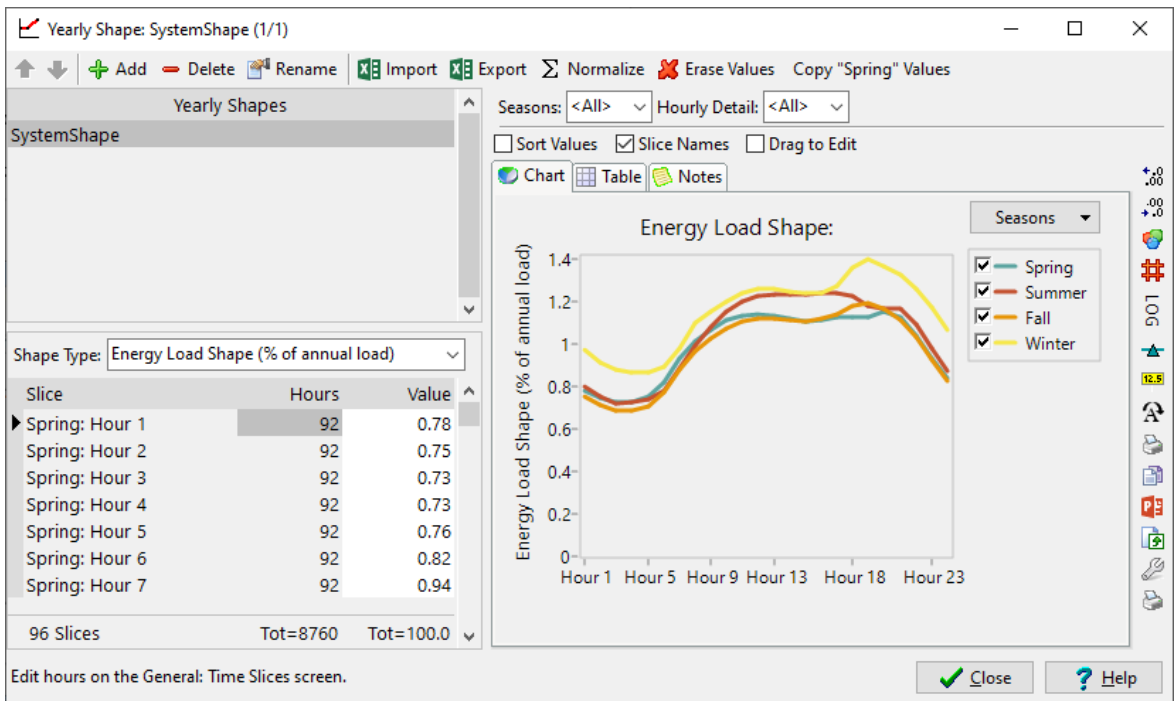 Yearly Shape: SystemShape (1/1)
Add Delete Rename Import Export Normalize Erase Values Copy "Spring" Values
Yearly Shapes
SystemShape
Shape Type: Energy Load Shape (% of annual load)
Slice Hours Value
Spring: Hour 1 92 0.78
Spring: Hour 2 92 0.75
Spring: Hour 3 92 0.73
Spring: Hour 4 92 0.73
Spring: Hour 5 92 0.76
Spring: Hour 6 92 0.82
Spring: Hour 7 92 0.94
96 Slices Tot=8760 Tot=100.0
Seasons: <All> Hourly Detail: <All>
Sort Values Slice Names Drag to Edit
Chart Table Notes
Seasons
Energy Load Shape:
Energy Load Shape (% of annual load)
1.4
1.2
1
0.8
0.6
0.4
0.2
0
Hour 1 Hour 5 Hour 9 Hour 13 Hour 18 Hour 23
Spring
Summer
Fall
Winter
.0
.00
.00
.0
LOG
12.5
A
Edit hours on the General: Time Slices screen.
Close Help